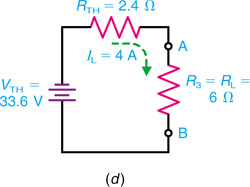 R_TH = 2.4 Ω
A
I_L = 4 A
V_TH =
33.6 V
R_3 = R_L =
6 Ω
B
(d)